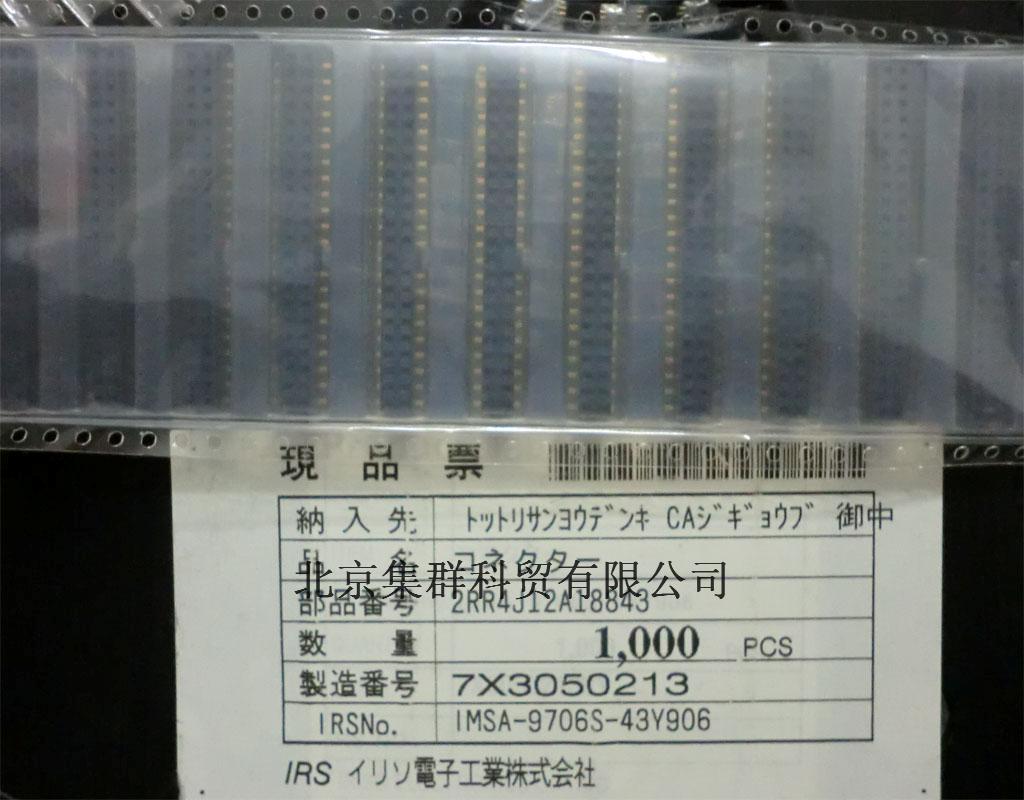 現品票
納入先 トットリサンヨウデンキ CAジギョウブ 御中
品名 コネクター
北京集群科贸有限公司
部品番号 2RR4J12A18843
数量 1,000 PCS
製造番号 7X3050213
IRSNo. IMSA-9706S-43Y906
IRS イリソ電子工業株式会社